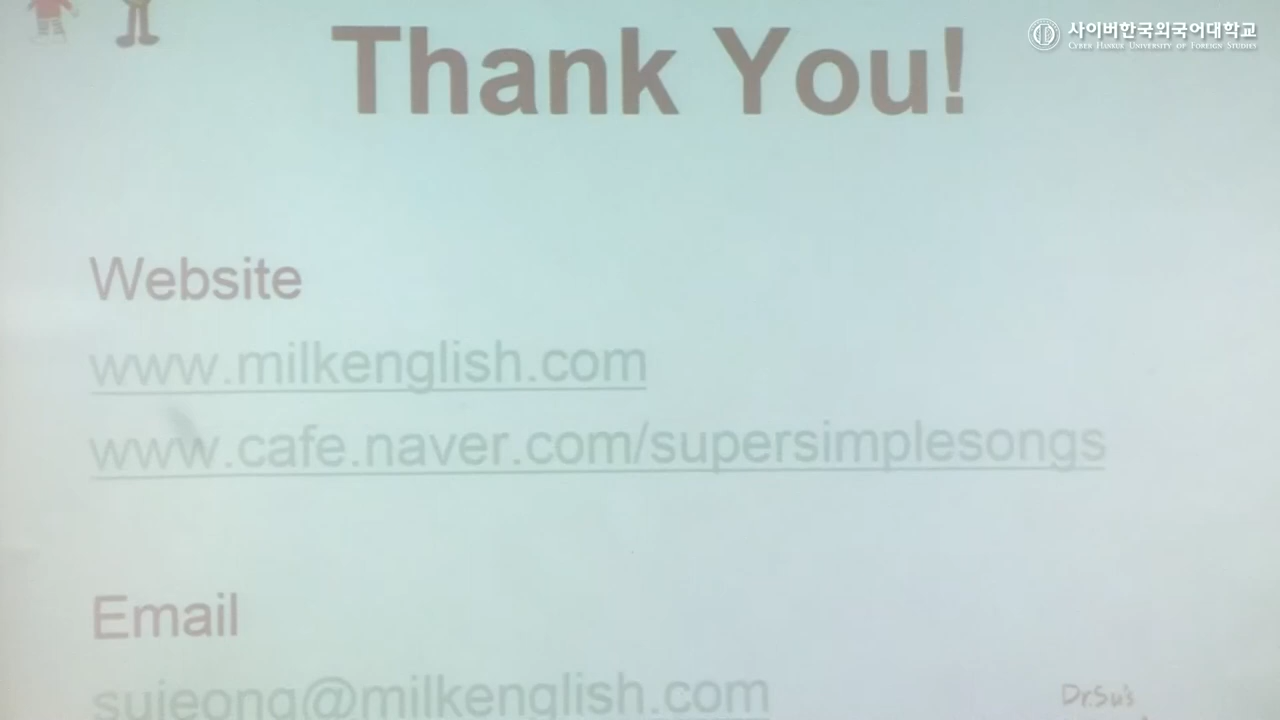 사이버한국외국어대학교
CYBER HANKUK UNIVERSITY OF FOREIGN STUDIES
Thank You!
Website
www.milkenglish.com
www.cafe.naver.com/supersimplesongs
Email
sujeong@milkenglish.com
Dr.Su's